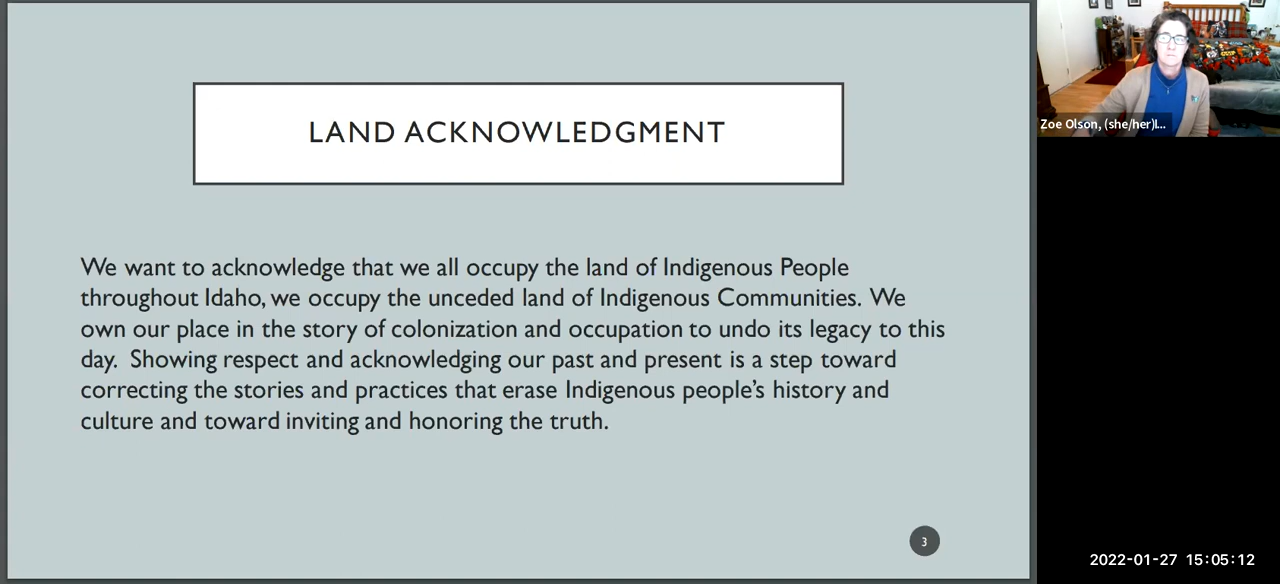 LAND ACKNOWLEDGMENT
We want to acknowledge that we all occupy the land of Indigenous People
throughout Idaho, we occupy the unceded land of Indigenous Communities. We
own our place in the story of colonization and occupation to undo its legacy to this
day. Showing respect and acknowledging our past and present is a step toward
correcting the stories and practices that erase Indigenous people’s history and
culture and toward inviting and honoring the truth.
3
Zoe Olson, (she/her)I...
2022-01-27 15:05:12